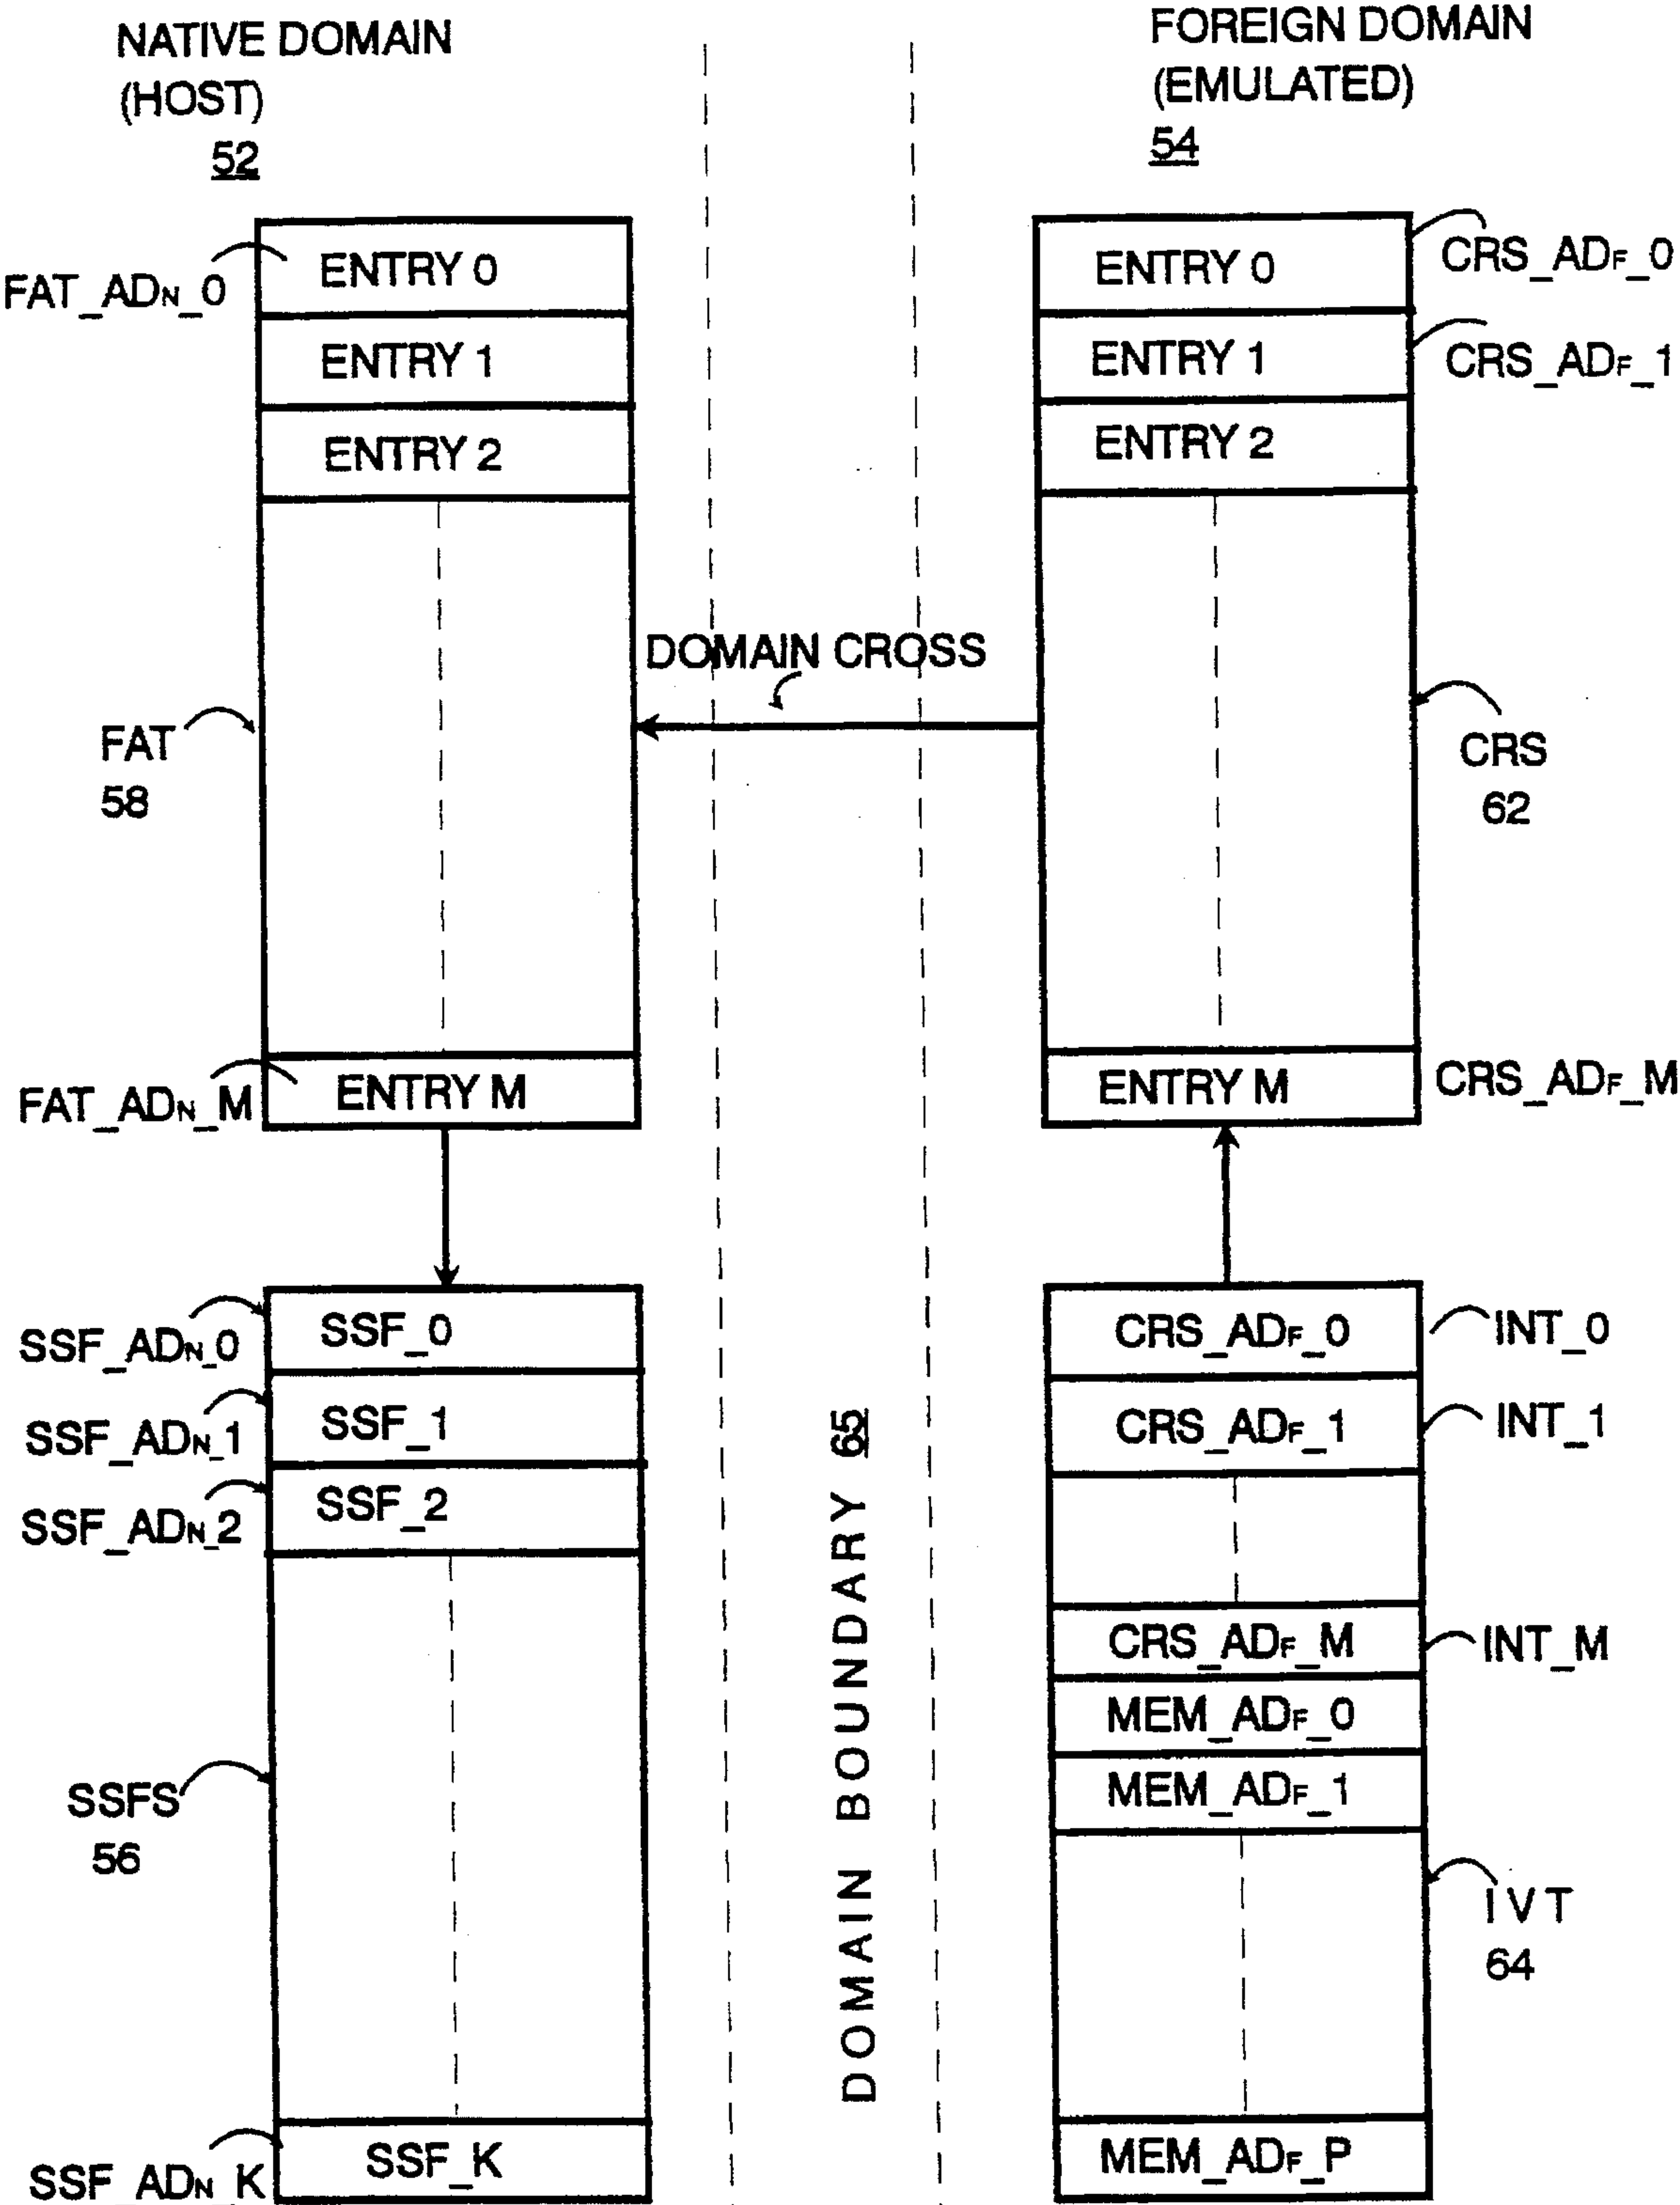 NATIVE DOMAIN
(HOST)
52
FOREIGN DOMAIN
(EMULATED)
54
FAT_ADN_0
ENTRY 0
ENTRY 1
ENTRY 2
ENTRY 0
ENTRY 1
ENTRY 2
CRS_ADF_0
CRS_ADF_1
DOMAIN CROSS
FAT
58
CRS
62
FAT_ADN_M
ENTRY M
ENTRY M
CRS_ADF_M
SSF_ADN_0
SSF_0
SSF_ADN_1
SSF_1
SSF_ADN_2
SSF_2
SSFS
56
SSF_ADN_K
SSF_K
DOMAIN BOUNDARY 65
CRS_ADF_0
INT_0
CRS_ADF_1
INT_1
CRS_ADF_M
INT_M
MEM_ADF_0
MEM_ADF_1
IVT
64
MEM_ADF_P